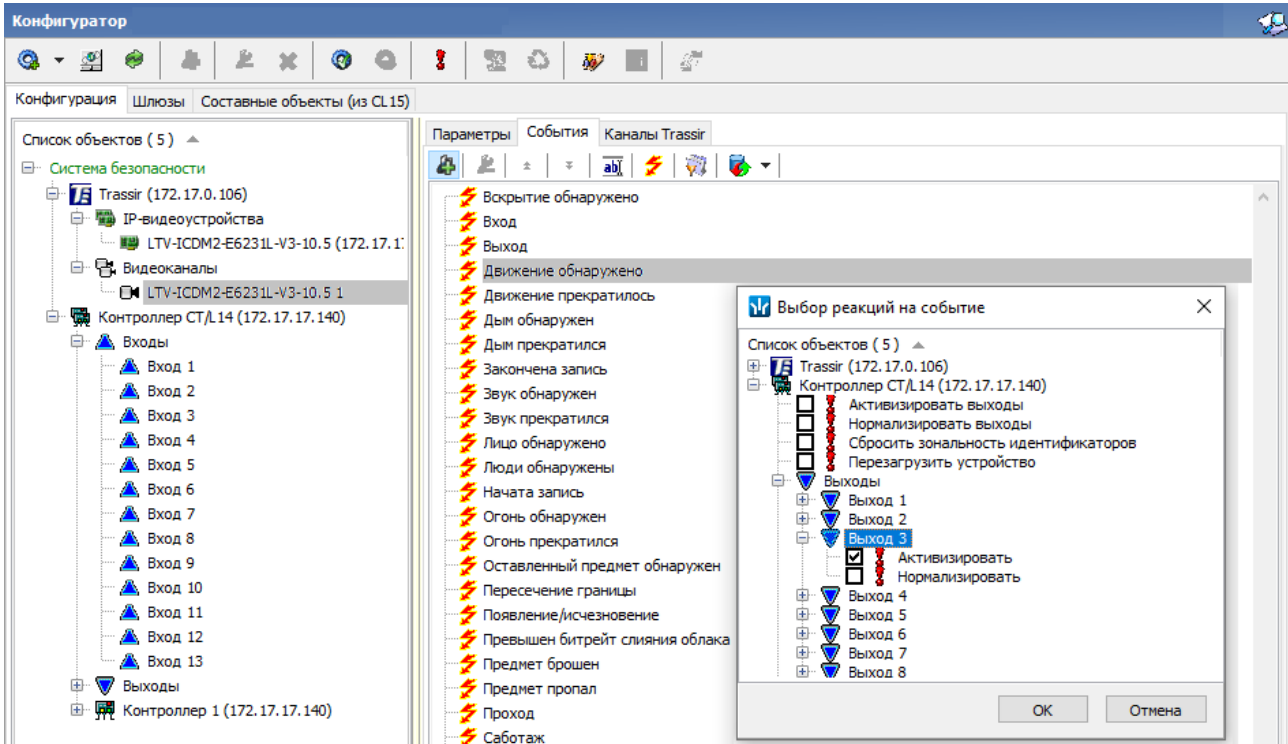 Конфигуратор
Конфигурация Шлюзы Составные объекты (из CL15)
Список объектов ( 5 )
Система безопасности
Trassir (172.17.0.106)
IP-видеоустройства
LTV-ICDM2-E6231L-V3-10.5 (172.17.1
Видеоканалы
LTV-ICDM2-E6231L-V3-10.5 1
Контроллер CT/L14 (172.17.17.140)
Входы
Вход 1
Вход 2
Вход 3
Вход 4
Вход 5
Вход 6
Вход 7
Вход 8
Вход 9
Вход 10
Вход 11
Вход 12
Вход 13
Выходы
Контроллер 1 (172.17.17.140)
Параметры События Каналы Trassir
Вскрытие обнаружено
Вход
Выход
Движение обнаружено
Движение прекратилось
Дым обнаружен
Дым прекратился
Закончена запись
Звук обнаружен
Звук прекратился
Лицо обнаружено
Люди обнаружены
Начата запись
Огонь обнаружен
Огонь прекратился
Оставленный предмет обнаружен
Пересечение границы
Появление/исчезновение
Превышен битрейт слияния облака
Предмет брошен
Предмет пропал
Проход
Саботаж
Выбор реакций на событие
Список объектов ( 5 )
Trassir (172.17.0.106)
Контроллер CT/L14 (172.17.17.140)
Активизировать выходы
Нормализировать выходы
Сбросить зональность идентификаторов
Перезагрузить устройство
Выходы
Выход 1
Выход 2
Выход 3
Активизировать
Нормализировать
Выход 4
Выход 5
Выход 6
Выход 7
Выход 8
OK Отмена